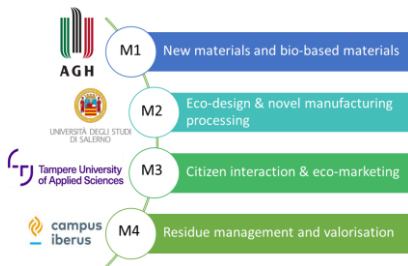 AGH
M1
New materials and bio-based materials
UNIVERSITÀ DEGLI STUDI
DI SALERNO
M2
Eco-design & novel manufacturing
processing
Tampere University
of Applied Sciences
M3
Citizen interaction & eco-marketing
campus
iberus
M4
Residue management and valorisation